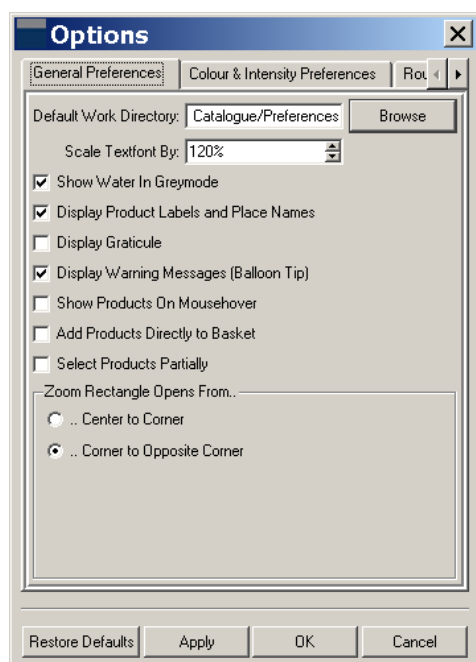 Options
General Preferences Colour & Intensity Preferences
Default Work Directory: Catalogue/Preferences Browse
Scale Textfont By: 120%
Show Water In Greymode
Display Product Labels and Place Names
Display Graticule
Display Warning Messages (Balloon Tip)
Show Products On Mousehover
Add Products Directly to Basket
Select Products Partially
Zoom Rectangle Opens From..
.. Center to Corner
.. Corner to Opposite Corner
Restore Defaults Apply OK Cancel